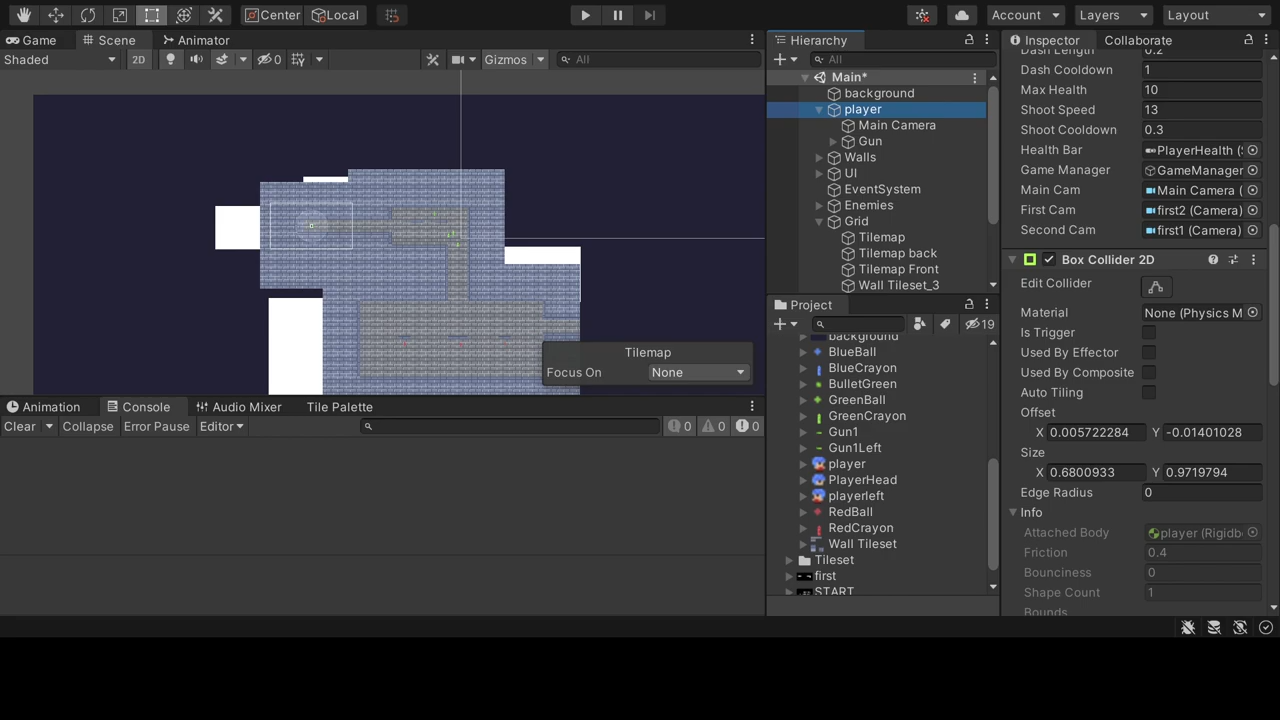 Center
Local
Account
Layers
Layout
Game
Scene
Animator
Shaded
2D
0
Gizmos
All
Tilemap
Focus On
None
Animation
Console
Audio Mixer
Tile Palette
Clear
Collapse
Error Pause
Editor
0
0
0
Hierarchy
All
Main*
background
player
Main Camera
Gun
Walls
UI
EventSystem
Enemies
Grid
Tilemap
Tilemap back
Tilemap Front
Wall Tileset_3
Project
19
background
BlueBall
BlueCrayon
BulletGreen
GreenBall
GreenCrayon
Gun1
Gun1Left
player
PlayerHead
playerleft
RedBall
RedCrayon
Wall Tileset
Tileset
first
START
Inspector
Collaborate
Dash Length 0.2
Dash Cooldown 1
Max Health 10
Shoot Speed 13
Shoot Cooldown 0.3
Health Bar PlayerHealth (
Game Manager GameManager
Main Cam Main Camera (
First Cam first2 (Camera)
Second Cam first1 (Camera)
Box Collider 2D
Edit Collider
Material None (Physics M
Is Trigger
Used By Effector
Used By Composite
Auto Tiling
Offset
X 0.005722284 Y -0.01401028
Size
X 0.6800933 Y 0.9719794
Edge Radius 0
Info
Attached Body player (Rigidb
Friction 0.4
Bounciness 0
Shape Count 1
Bounds